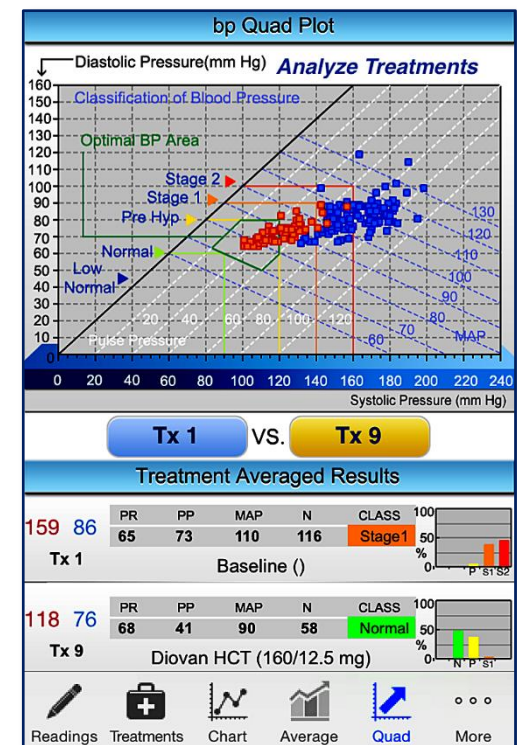 bp Quad Plot
Diastolic Pressure(mm Hg) Analyze Treatments
160
150
140
130
120
110
100
90
80
70
60
50
40
30
20
10
0
Classification of Blood Pressure
Optimal BP Area
Stage 2
Stage 1
Pre Hyp
Normal
Low
Normal
130
120
110
100
90
80
70
60
MAP
20 40 60 80 100 120
Pulse Pressure
0 20 40 60 80 100 120 140 160 180 200 220 240
Systolic Pressure (mm Hg)
Tx 1 VS. Tx 9
Treatment Averaged Results
159 86
Tx 1
PR PP MAP N CLASS
65 73 110 116 Stage1
Baseline ()
100
50
%
0
P S1 S2
118 76
Tx 9
PR PP MAP N CLASS
68 41 90 58 Normal
Diovan HCT (160/12.5 mg)
100
50
%
0
N P S1
Readings Treatments Chart Average Quad More